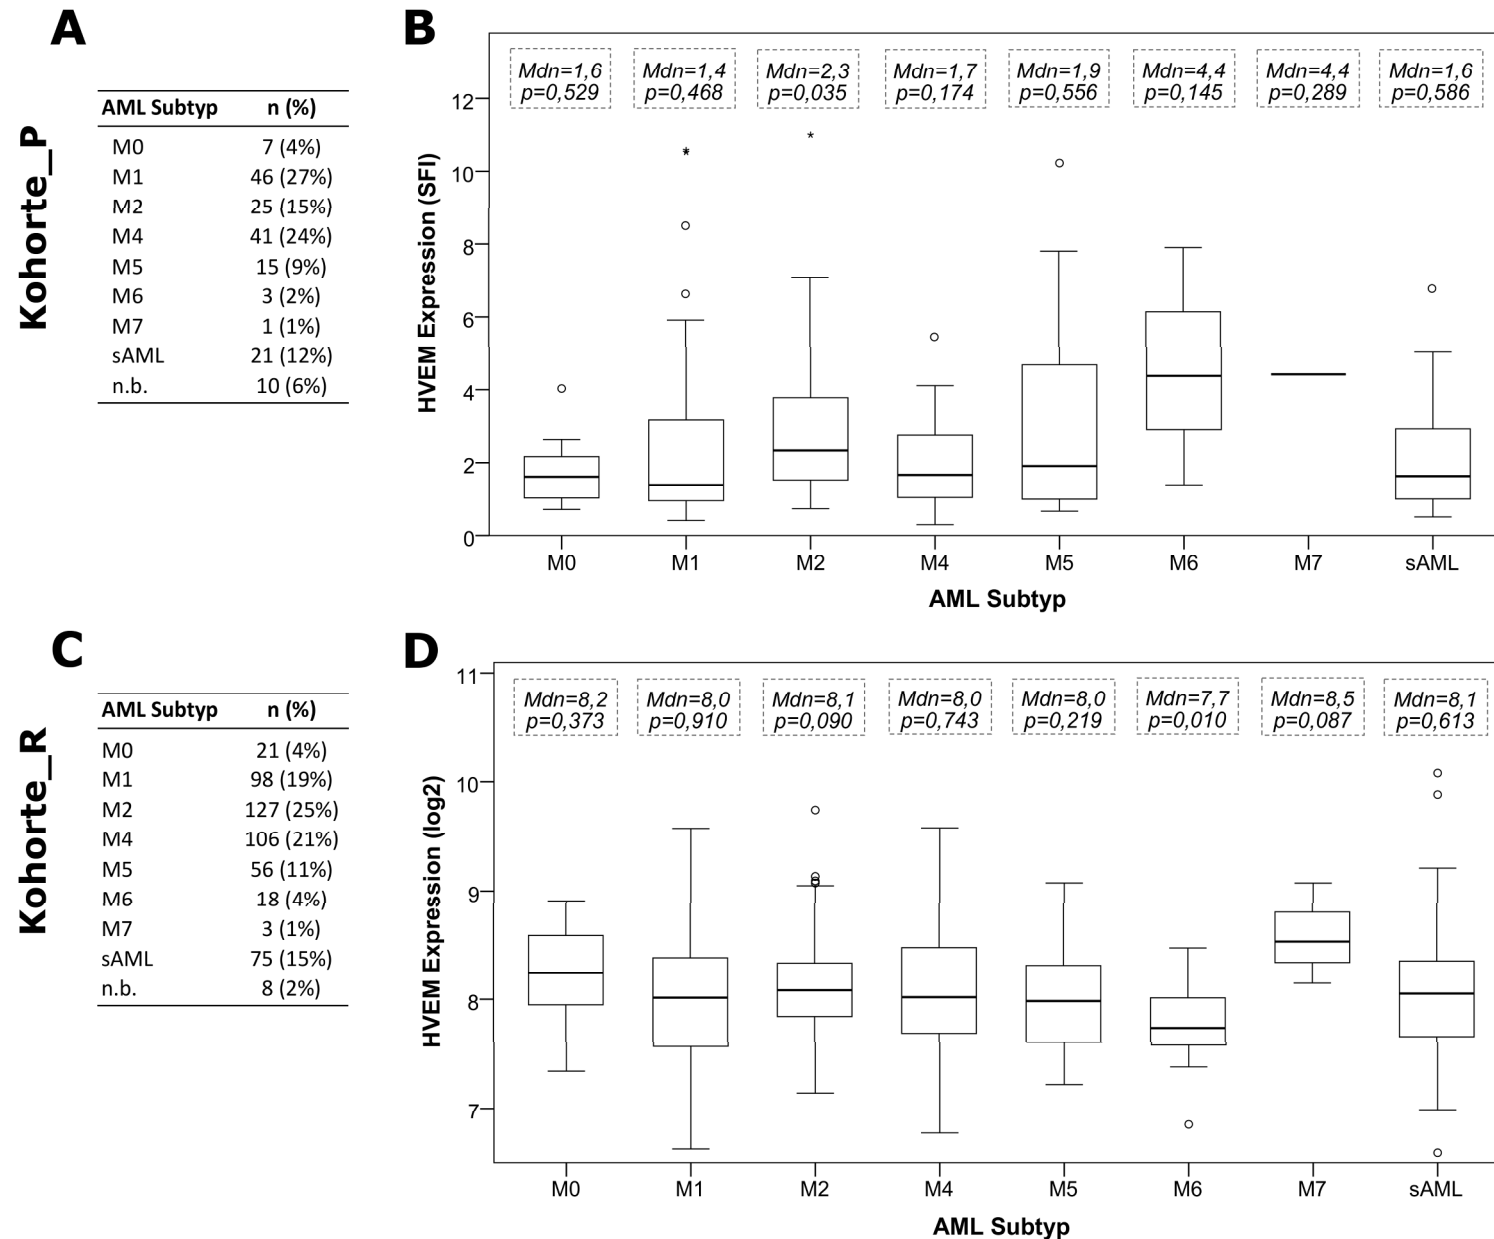 A
Kohorte_P
AML Subtyp n (%)
M0 7 (4%)
M1 46 (27%)
M2 25 (15%)
M4 41 (24%)
M5 15 (9%)
M6 3 (2%)
M7 1 (1%)
sAML 21 (12%)
n.b. 10 (6%)
B
HVEM Expression (SFI)
Mdn=1,6 Mdn=1,4 Mdn=2,3 Mdn=1,7 Mdn=1,9 Mdn=4,4 Mdn=4,4 Mdn=1,6
p=0,529 p=0,468 p=0,035 p=0,174 p=0,556 p=0,145 p=0,289 p=0,586
12
10
8
6
4
2
0
M0 M1 M2 M4 M5 M6 M7 sAML
AML Subtyp
C
Kohorte_R
AML Subtyp n (%)
M0 21 (4%)
M1 98 (19%)
M2 127 (25%)
M4 106 (21%)
M5 56 (11%)
M6 18 (4%)
M7 3 (1%)
sAML 75 (15%)
n.b. 8 (2%)
D
HVEM Expression (log2)
Mdn=8,2 Mdn=8,0 Mdn=8,1 Mdn=8,0 Mdn=8,0 Mdn=7,7 Mdn=8,5 Mdn=8,1
p=0,373 p=0,910 p=0,090 p=0,743 p=0,219 p=0,010 p=0,087 p=0,613
11
10
9
8
7
M0 M1 M2 M4 M5 M6 M7 sAML
AML Subtyp